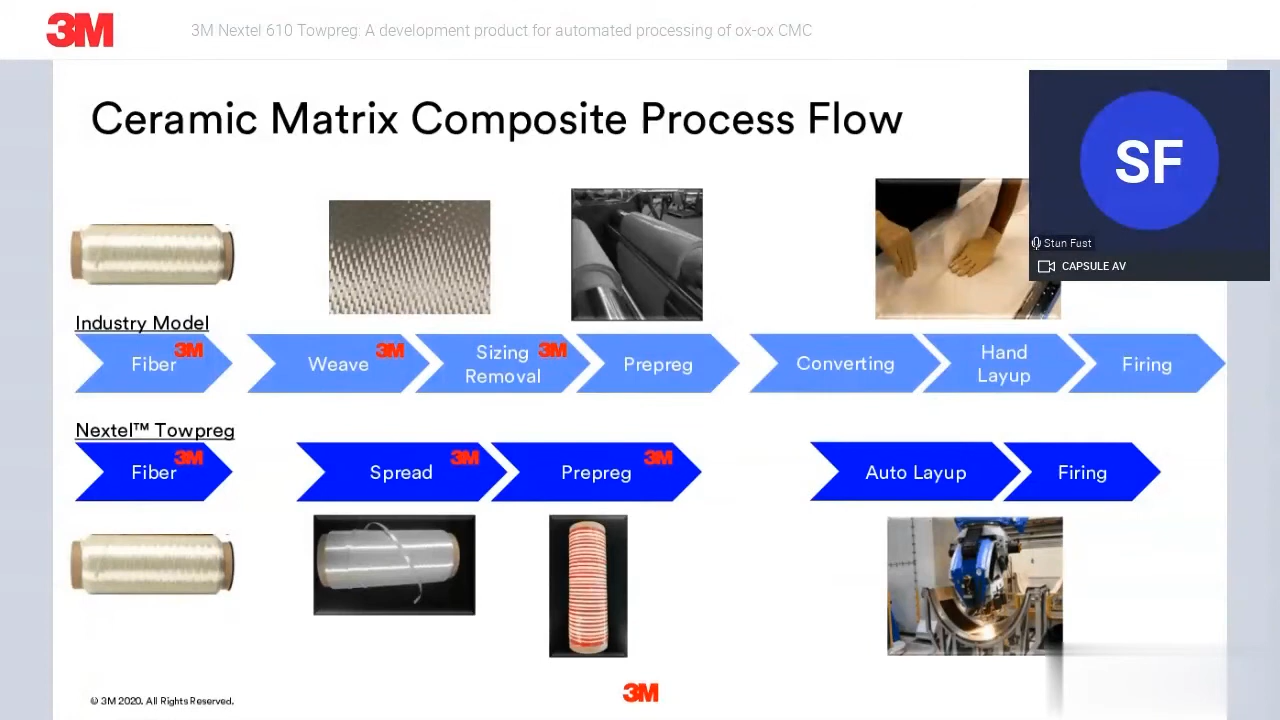 3M
3M Nextel 610 Towpreg: A development product for automated processing of ox-ox CMC
Ceramic Matrix Composite Process Flow
SF
Stun Fust
CAPSULE AV
Industry Model
Fiber 3M
Weave 3M
Sizing 3M
Removal
Prepreg
Converting
Hand
Layup
Firing
Nextel™ Towpreg
Fiber 3M
Spread 3M
Prepreg 3M
Auto Layup
Firing
© 3M 2020. All Rights Reserved.
3M